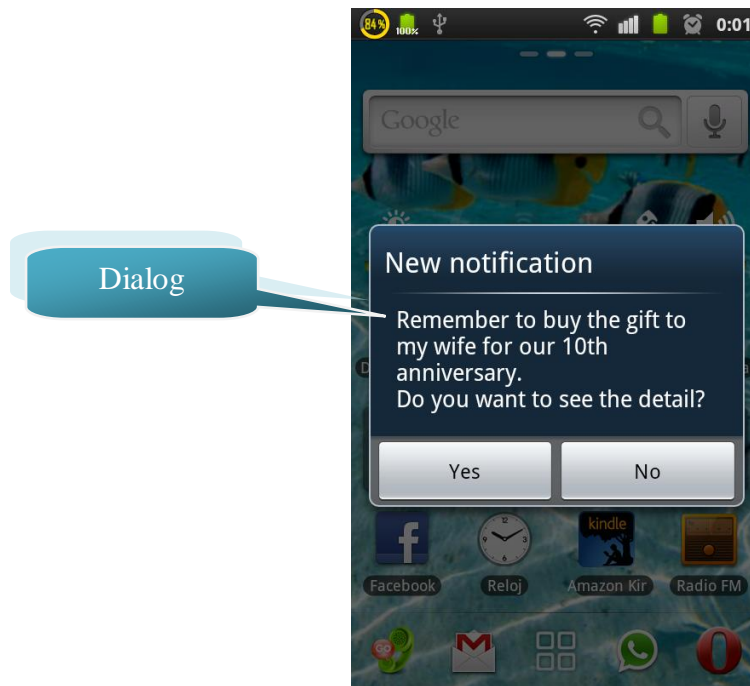 84%
100%
0:01
Google
Dialog
New notification
Remember to buy the gift to
my wife for our 10th
anniversary.
Do you want to see the detail?
Yes
No
kindle
Facebook
Reloj
Amazon Kir
Radio FM
GO